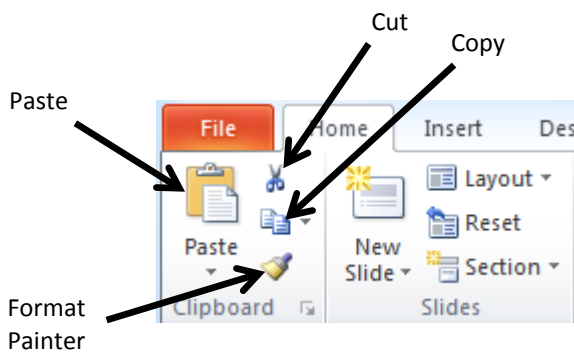 Cut
Copy
Paste
File Home Insert Des
Layout
Reset
Section
Paste
New
Slide
Clipboard Slides
Format
Painter